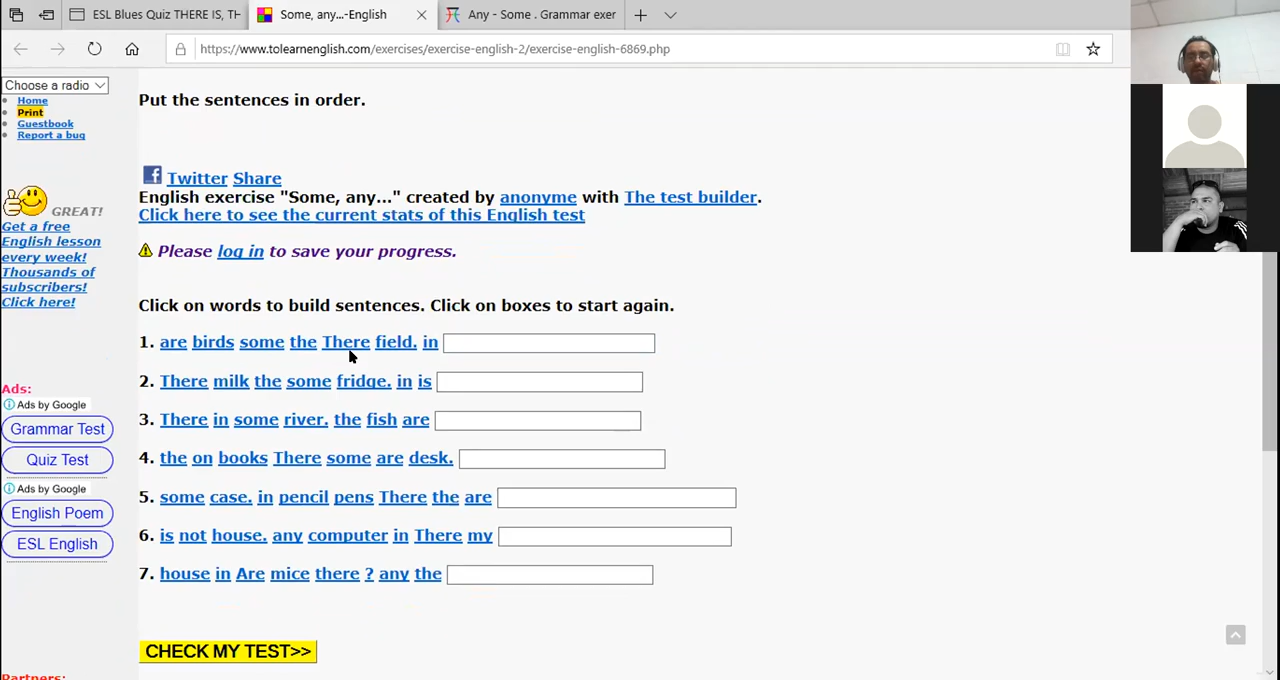 ESL Blues Quiz THERE IS, TH
Some, any...-English
Any - Some . Grammar exer
https://www.tolearnenglish.com/exercises/exercise-english-2/exercise-english-6869.php
Choose a radio
Home
Print
Guestbook
Report a bug
GREAT!
Get a free
English lesson
every week!
Thousands of
subscribers!
Click here!
Ads:
Ads by Google
Grammar Test
Quiz Test
Ads by Google
English Poem
ESL English
Partners:
Put the sentences in order.
Twitter Share
English exercise "Some, any..." created by anonyme with The test builder.
Click here to see the current stats of this English test
Please log in to save your progress.
Click on words to build sentences. Click on boxes to start again.
1. are birds some the There field. in
2. There milk the some fridge. in is
3. There in some river. the fish are
4. the on books There some are desk.
5. some case. in pencil pens There the are
6. is not house. any computer in There my
7. house in Are mice there ? any the
CHECK MY TEST>>